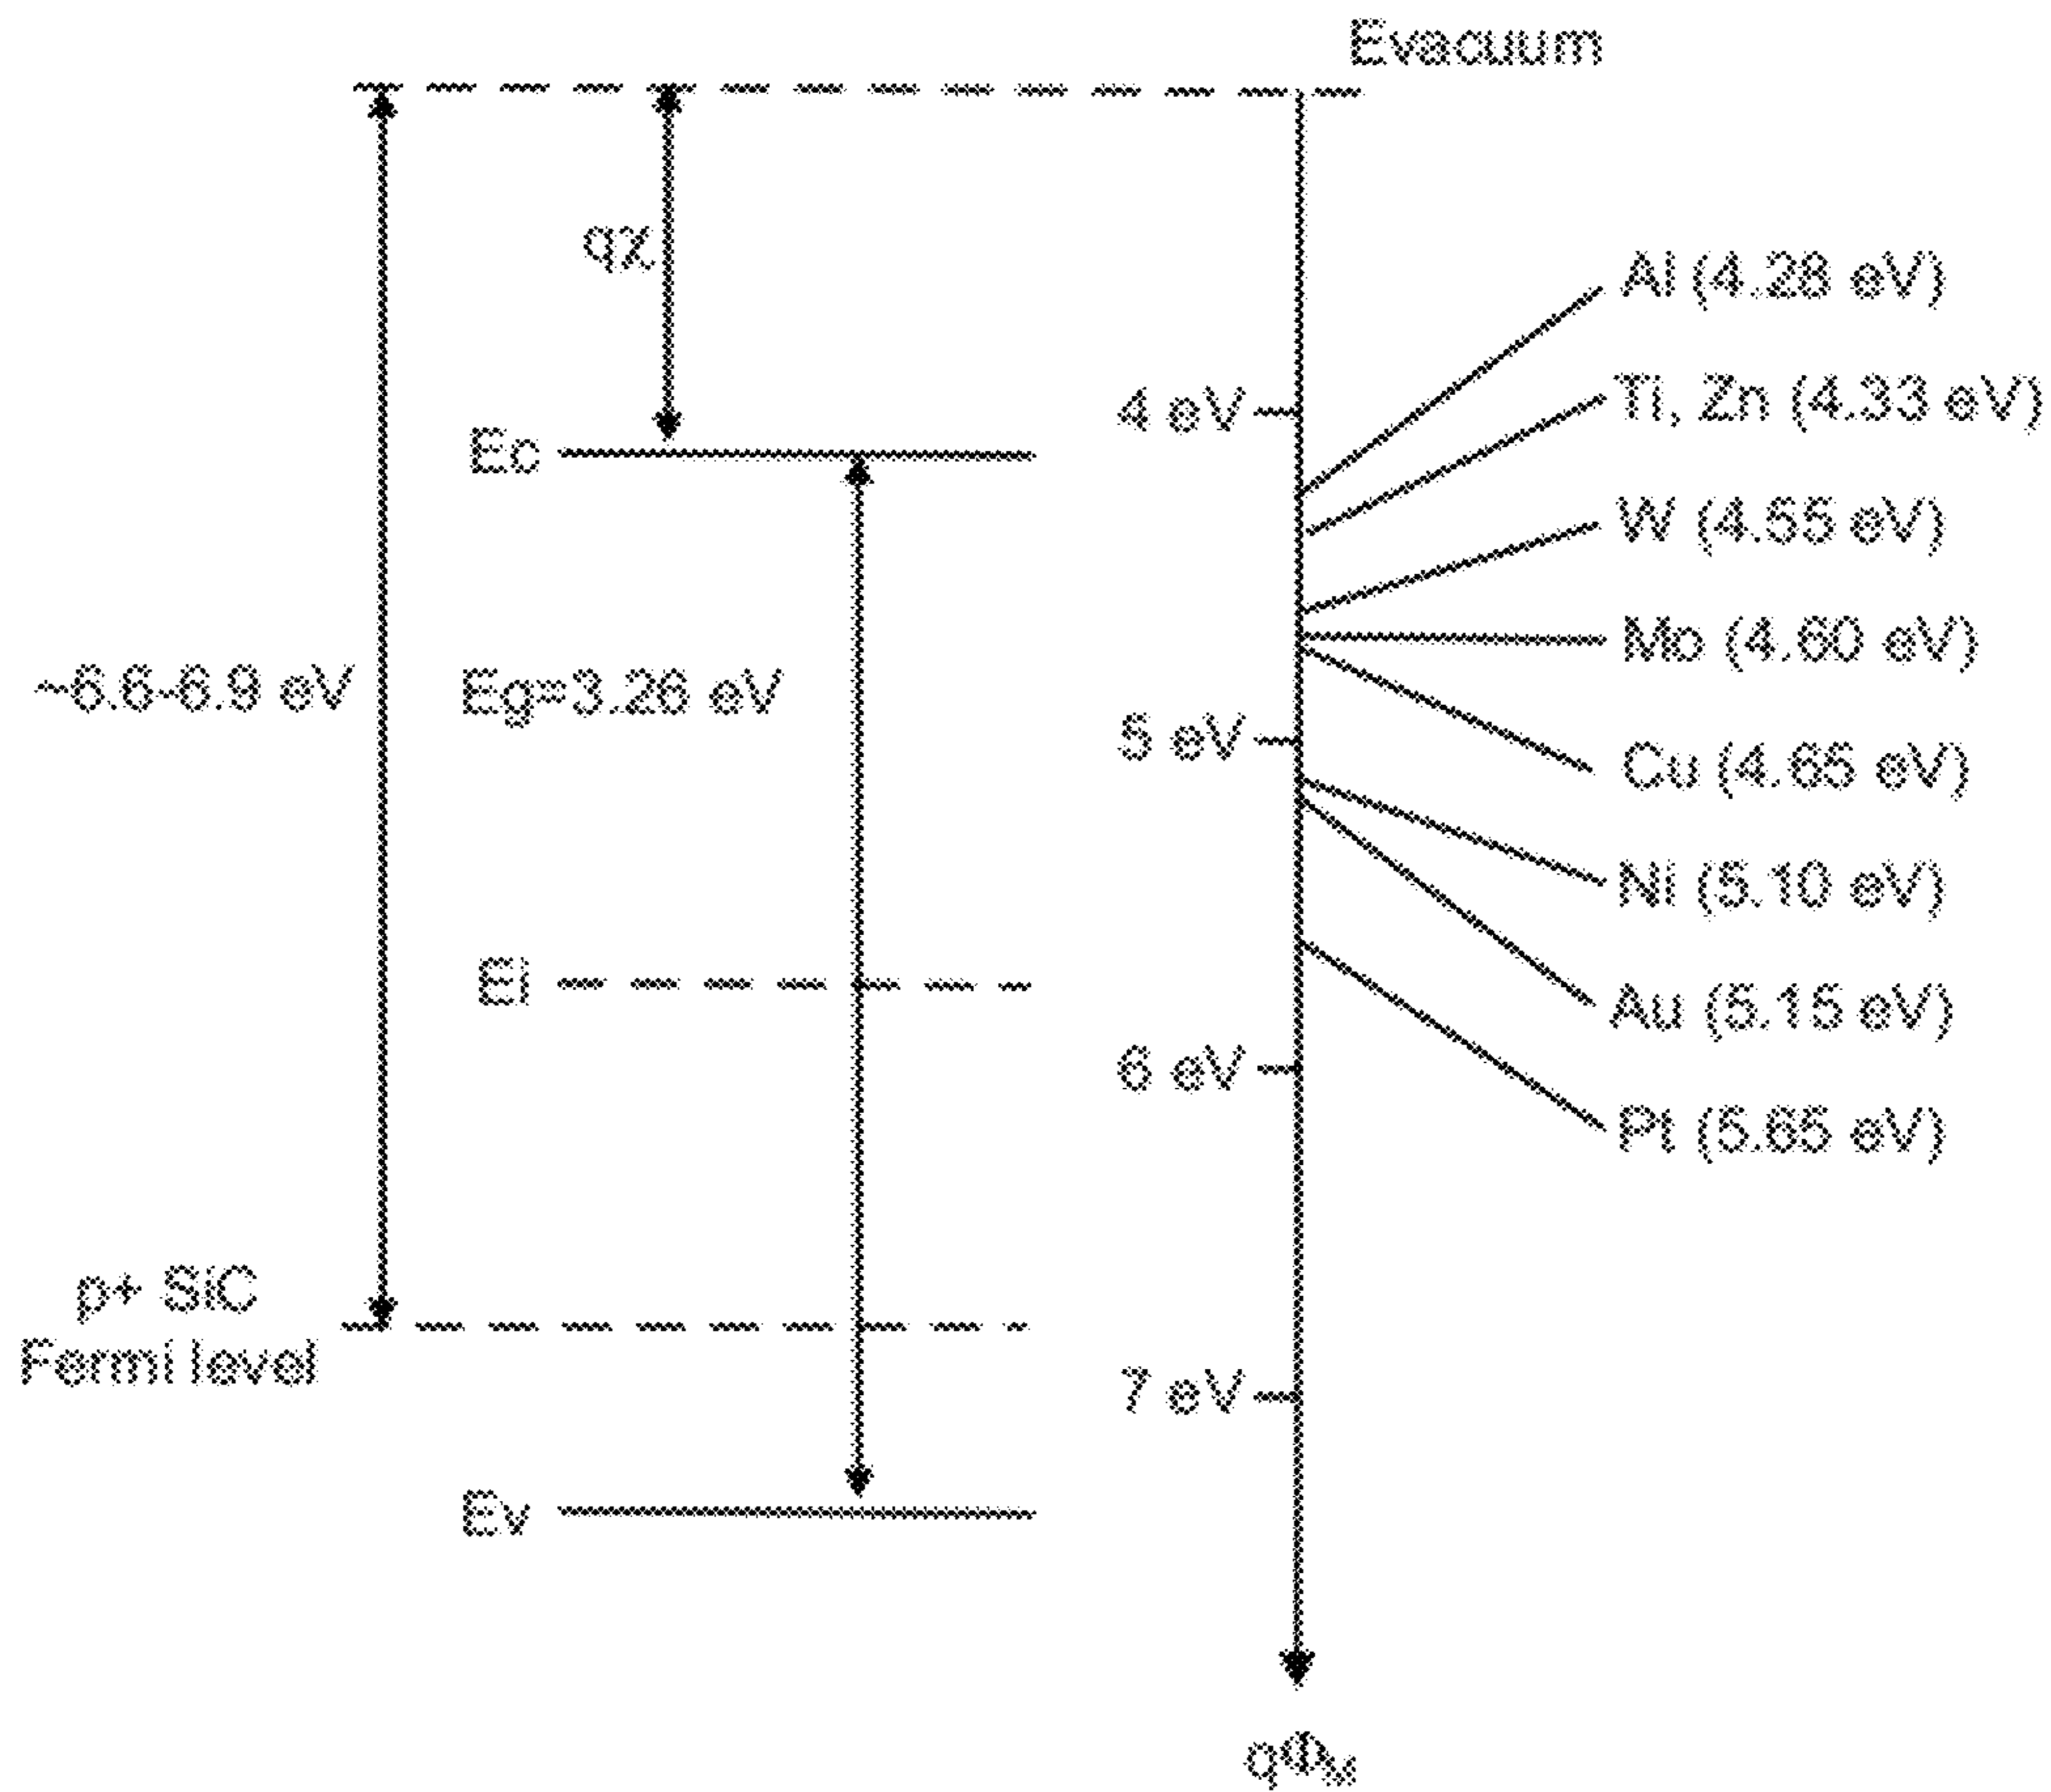 Evacuum
qχ
Al (4.28 eV)
4 eV
Ti, Zn (4.33 eV)
Ec
W (4.55 eV)
~6.6-6.9 eV
Eg=3.26 eV
Mo (4.60 eV)
5 eV
Cu (4.65 eV)
Ni (5.10 eV)
Ei
Au (5.15 eV)
6 eV
Pt (5.65 eV)
p+ SiC
Fermi level
7 eV
Ev
qΦM